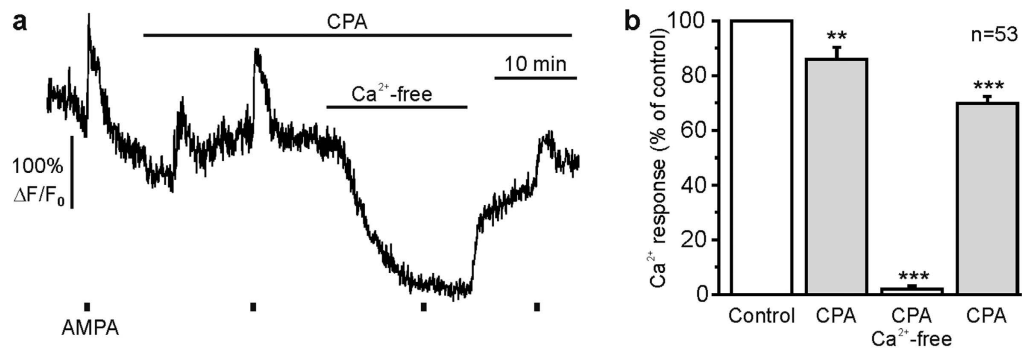 a
CPA
10 min
Ca²⁺-free
100%
ΔF/F₀
AMPA
b
n=53
Ca²⁺ response (% of control)
100
80
60
40
20
0
**
***
***
Control CPA CPA CPA
Ca²⁺-free